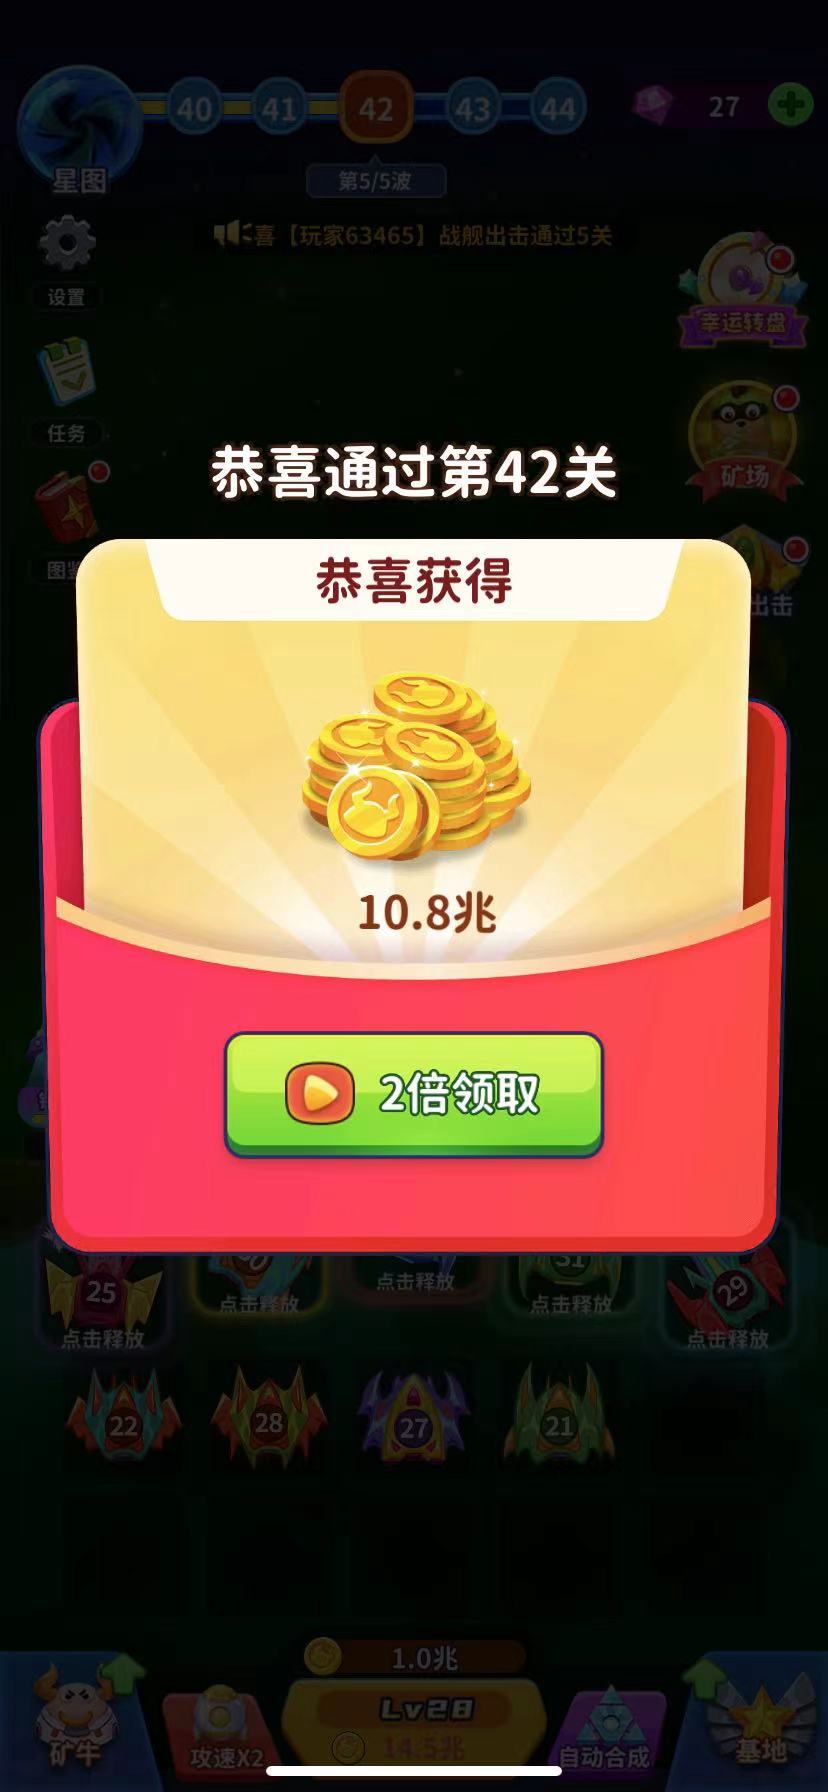 40 41 42 43 44
27
星图
第5/5波
喜【玩家63465】战舰出击通过5关
设置
幸运转盘
任务
矿场
恭喜通过第42关
图鉴
恭喜获得
出击
10.8兆
2倍领取
25
30
31
29
点击释放
点击释放
点击释放
点击释放
点击释放
22
28
27
21
1.0兆
Lv28
14.5兆
矿牛
攻速X2
自动合成
基地